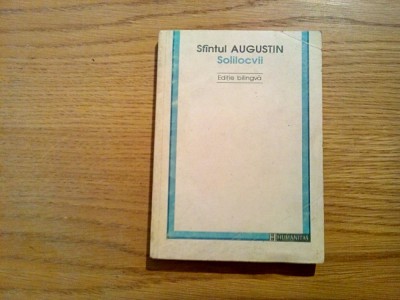 Sfîntul AUGUSTIN
Solilocvii
Ediție bilingvă
HUMANITAS